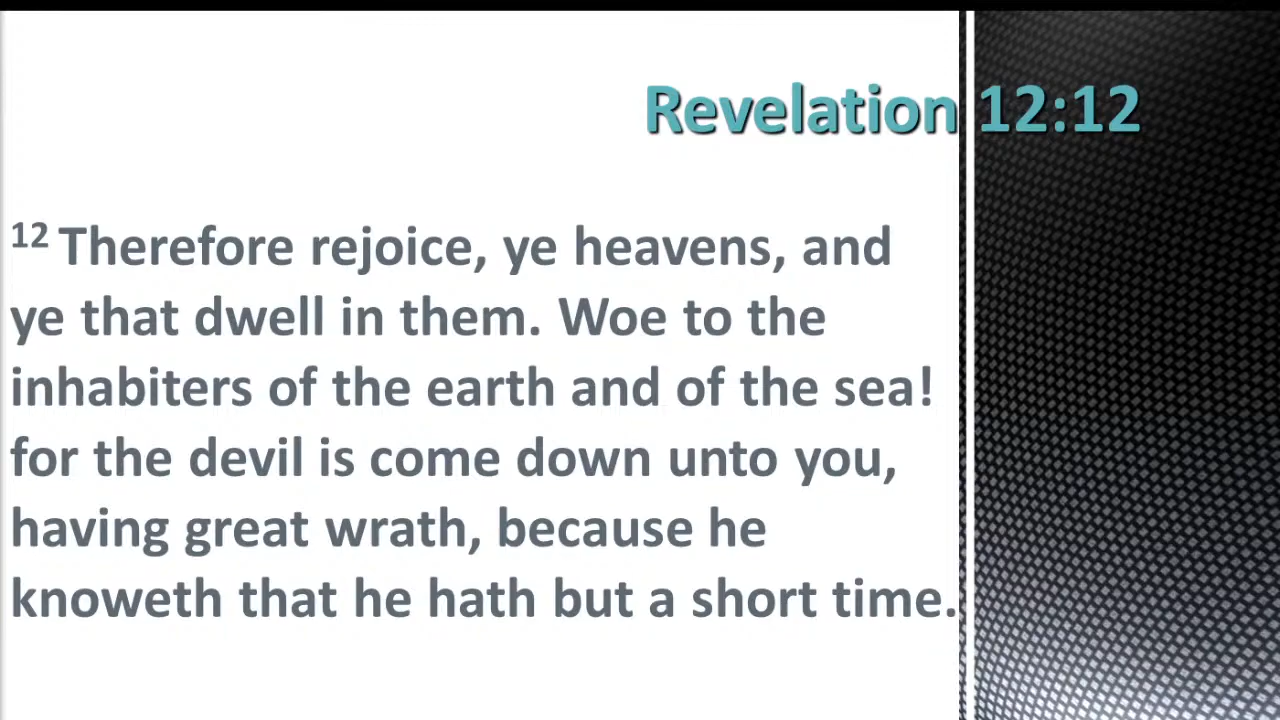 Revelation 12:12
12 Therefore rejoice, ye heavens, and
ye that dwell in them. Woe to the
inhabiters of the earth and of the sea!
for the devil is come down unto you,
having great wrath, because he
knoweth that he hath but a short time.